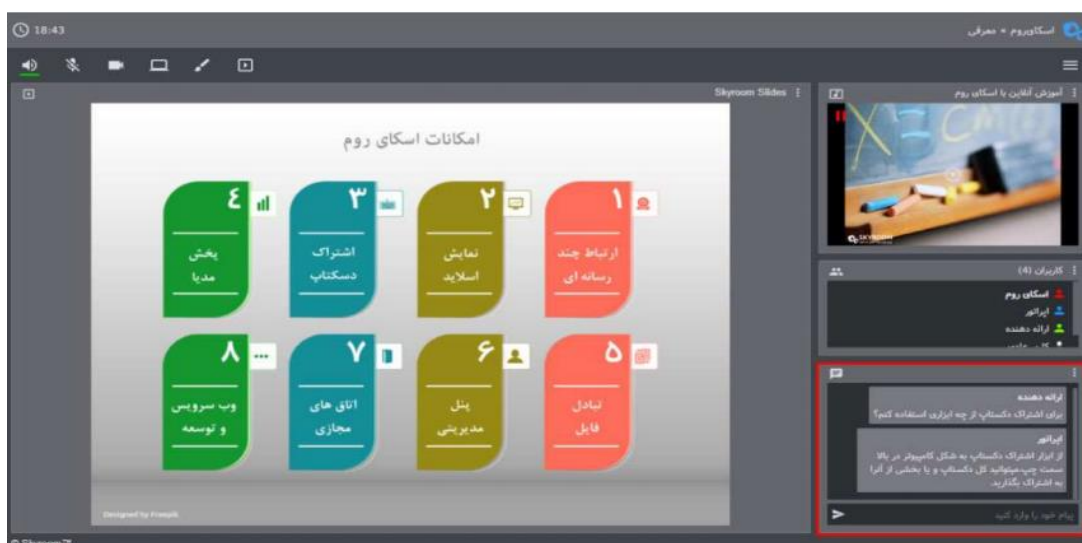 18:43
اسکای‌روم » معرفی
Skyroom Slides
امکانات اسکای روم
۱
ارتباط چند
رسانه ای
۲
نمایش
اسلاید
۳
اشتراک
دسکتاپ
٤
پخش
مدیا
۵
تبادل
فایل
۶
پنل
مدیریتی
۷
اتاق های
مجازی
۸
وب سرویس
و توسعه
Designed by Freepik
آموزش آنلاین با اسکای روم
SKYROOM
کاربران (4)
اسکای روم
اپراتور
ارائه دهنده
ارائه دهنده
برای اشتراک دکستاپ از چه ابزاری استفاده کنم؟
اپراتور
از ابزار اشتراک دکستاپ به شکل کامپیوتر در بالا
سمت چپ،میتوانید کل دکستاپ و یا بخشی از آنرا
به اشتراک بگذارید.
پیام خود را وارد کنید